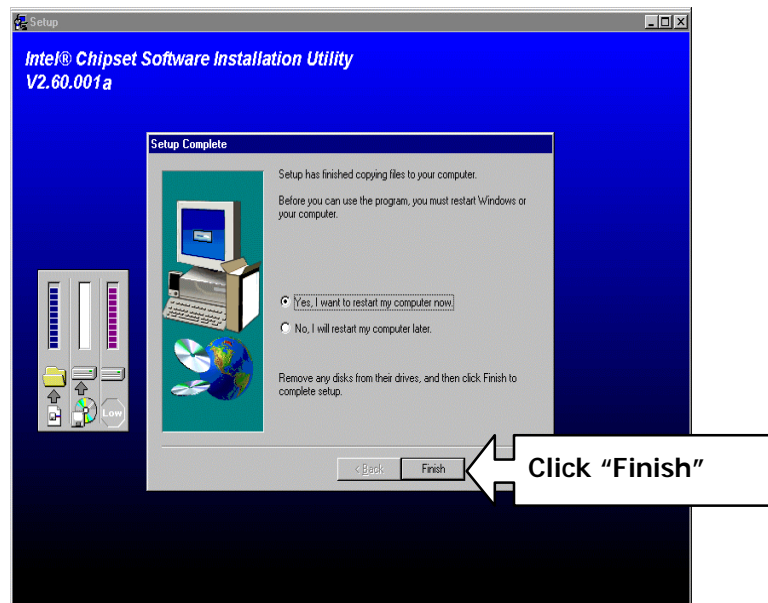 Setup
Intel® Chipset Software Installation Utility
V2.60.001a
Setup Complete
Setup has finished copying files to your computer.
Before you can use the program, you must restart Windows or
your computer.
Yes, I want to restart my computer now.
No, I will restart my computer later.
Remove any disks from their drives, and then click Finish to
complete setup.
Low
< Back
Finish
Click “Finish”